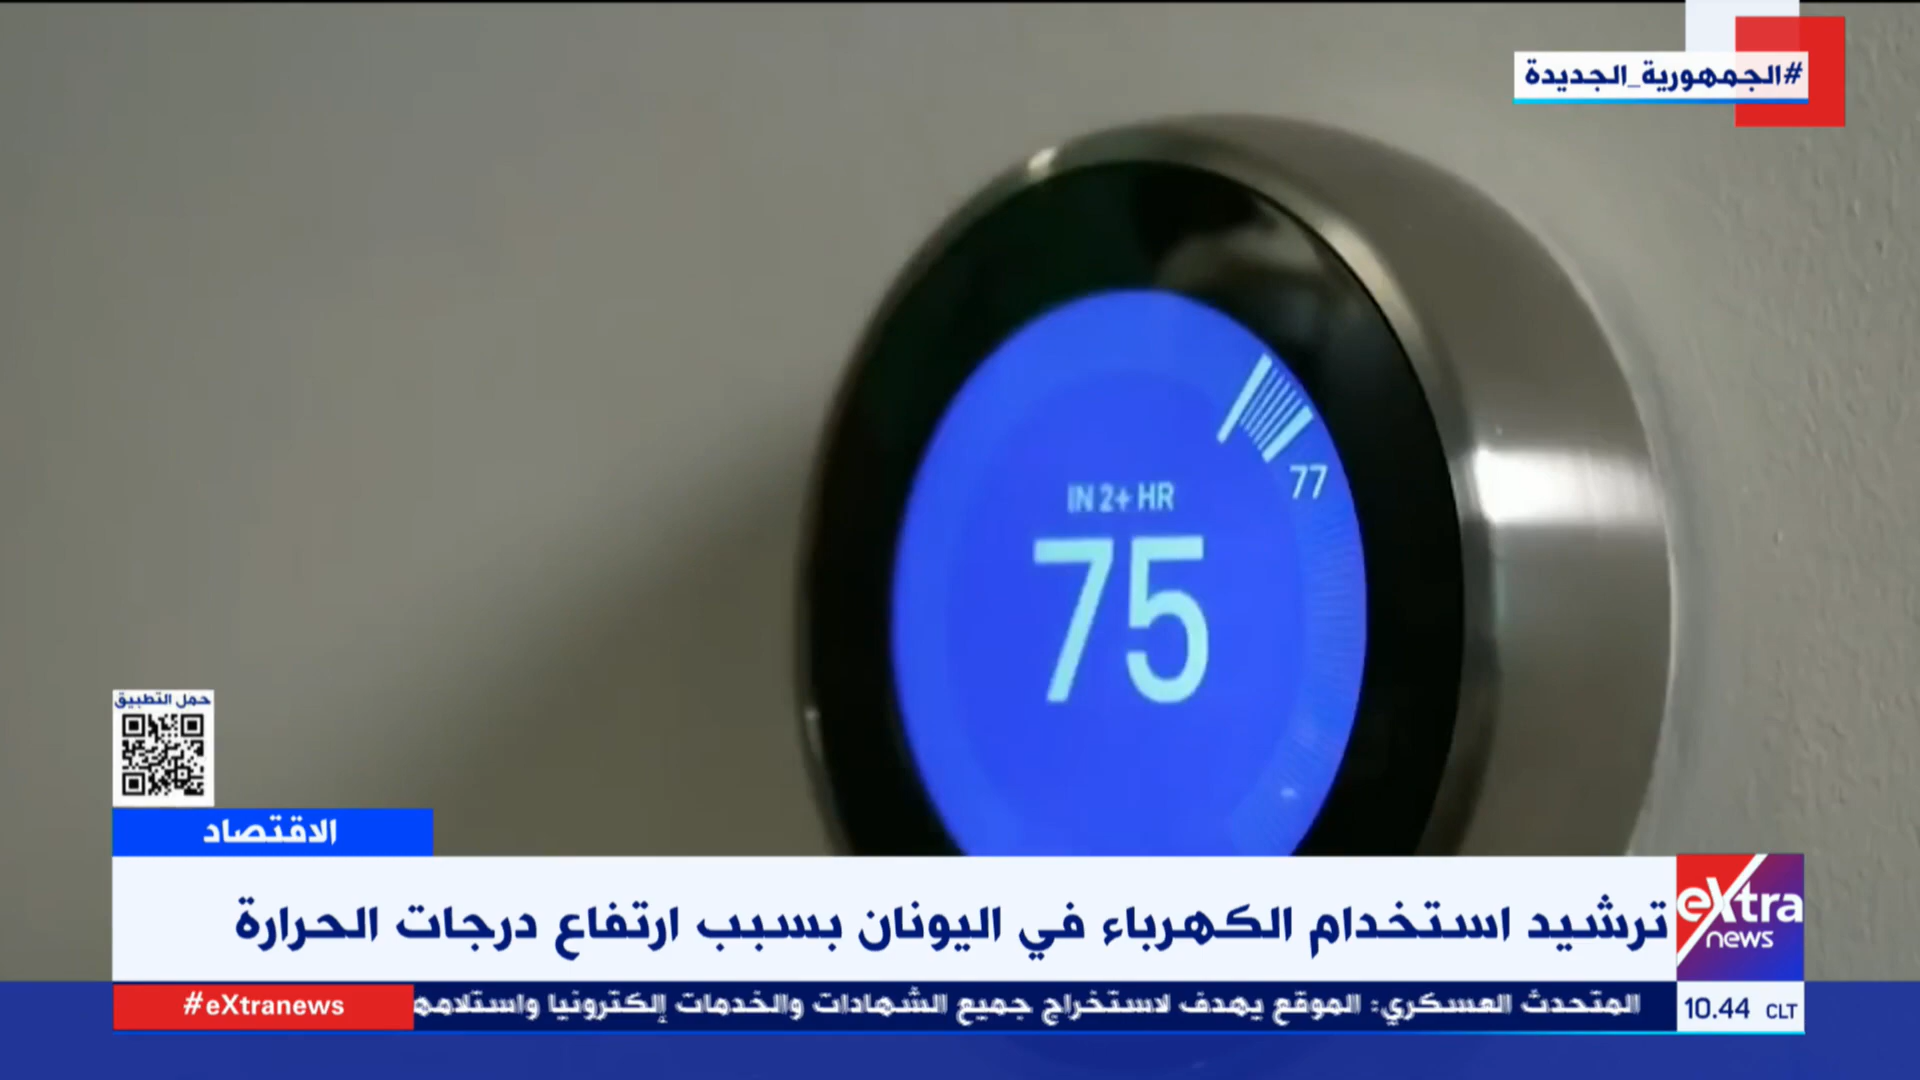 #الجمهورية_الجديدة
77
IN 2+ HR
75
حمل التطبيق
الاقتصاد
ترشيد استخدام الكهرباء في اليونان بسبب ارتفاع درجات الحرارة
eXtra
news
#eXtranews
المتحدث العسكري: الموقع يهدف لاستخراج جميع الشهادات والخدمات إلكترونيا واستلامه
10.44 CLT